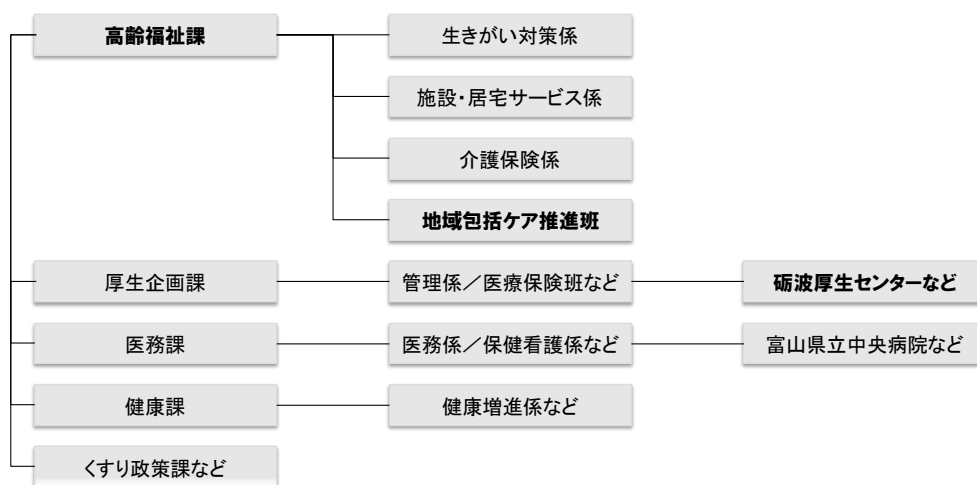 高齢福祉課
生きがい対策係
施設・居宅サービス係
介護保険係
地域包括ケア推進班
厚生企画課
管理係／医療保険班など
砺波厚生センターなど
医務課
医務係／保健看護係など
富山県立中央病院など
健康課
健康増進係など
くすり政策課など